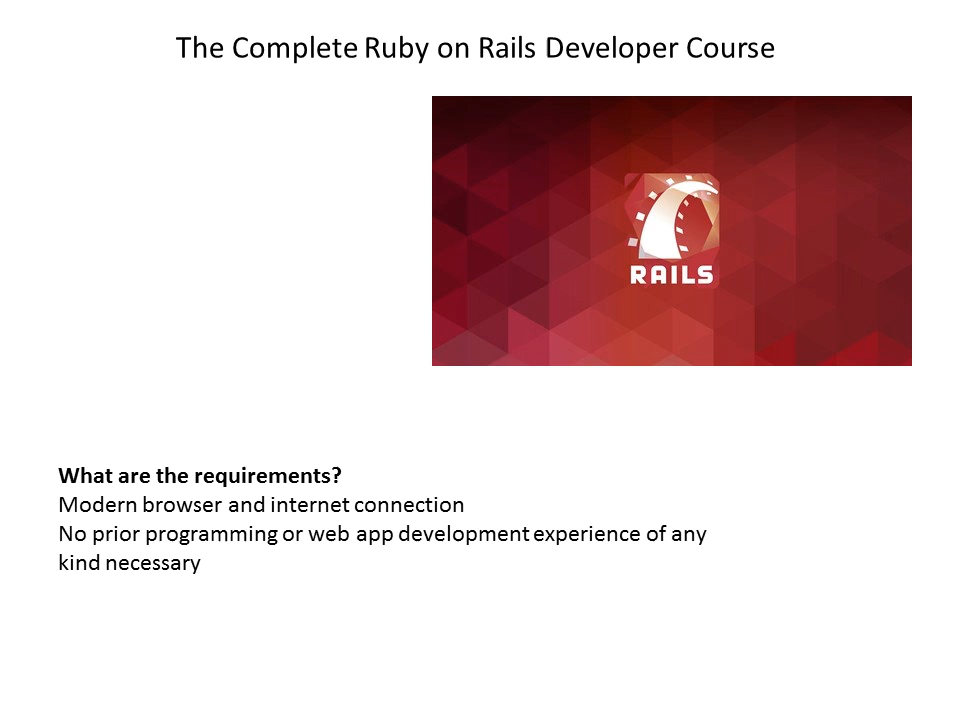 The Complete Ruby on Rails Developer Course
RAILS
What are the requirements?
Modern browser and internet connection
No prior programming or web app development experience of any
kind necessary